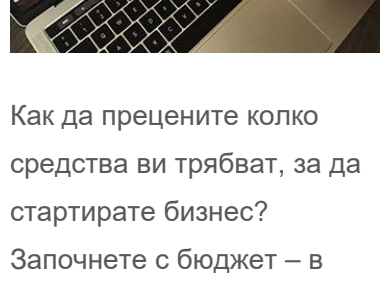 Как да прецените колко
средства ви трябват, за да
стартирате бизнес?
Започнете с бюджет – в